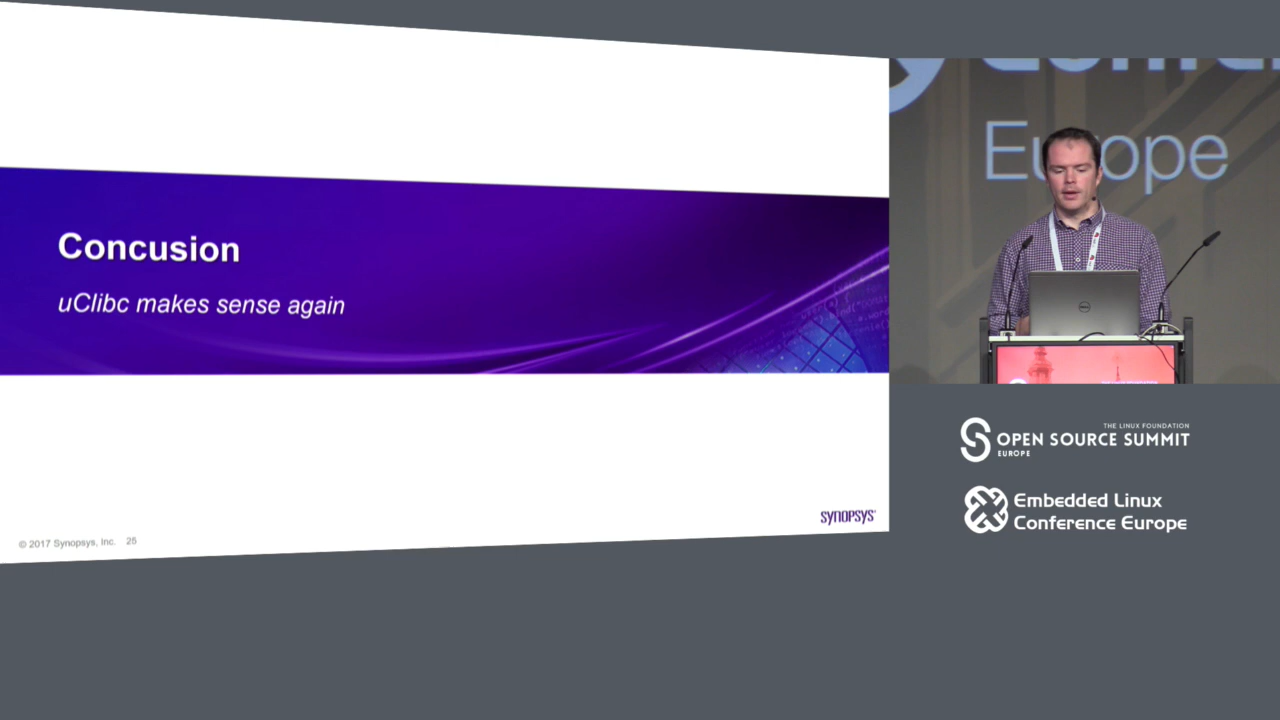 Concusion
uClibc makes sense again
© 2017 Synopsys, Inc. 25
SYNOPSYS
Europe
THE LINUX FOUNDATION
OPEN SOURCE SUMMIT
EUROPE
Embedded Linux
Conference Europe